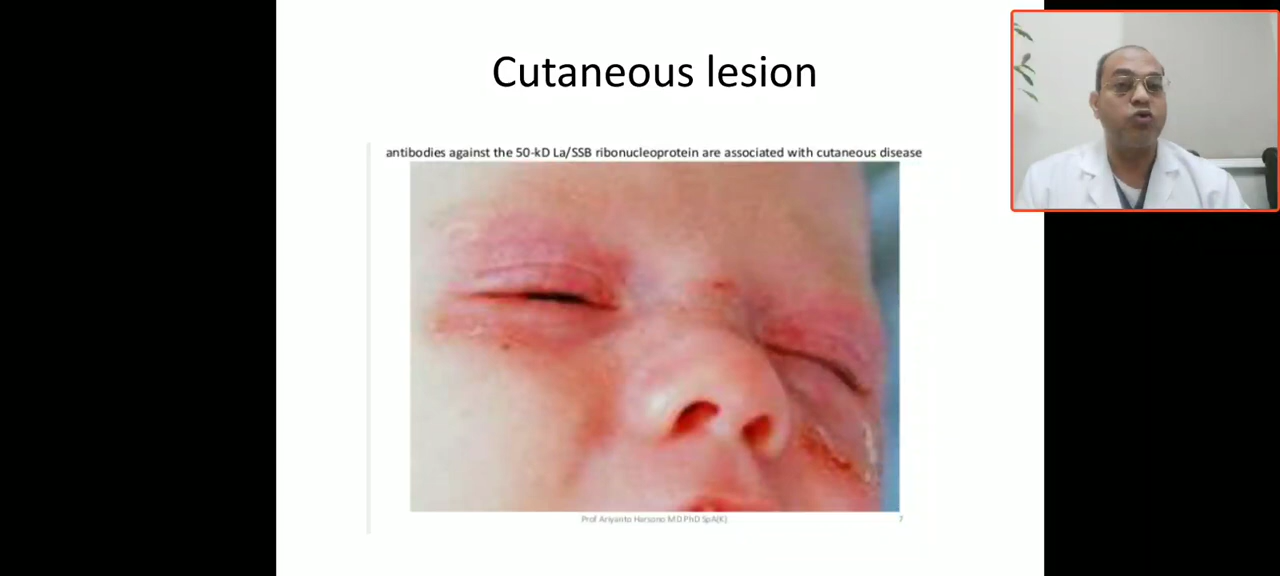 Cutaneous lesion
antibodies against the 50-kD La/SSB ribonucleoprotein are associated with cutaneous disease
Prof Ariyanto Harsono MD PhD SpA(K)
7